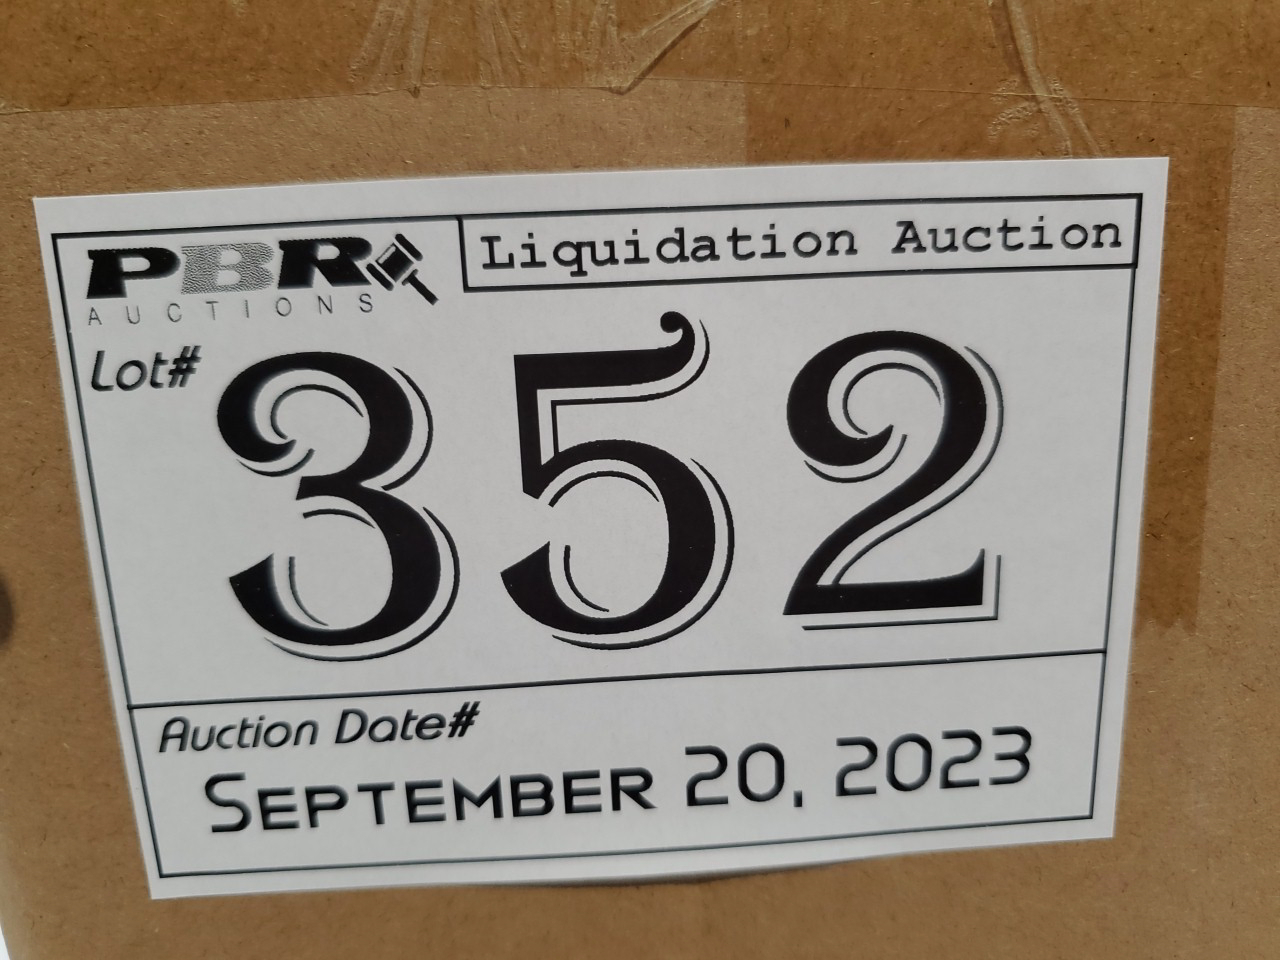 PBR
AUCTIONS
Liquidation Auction
Lot#
352
Auction Date#
SEPTEMBER 20, 2023